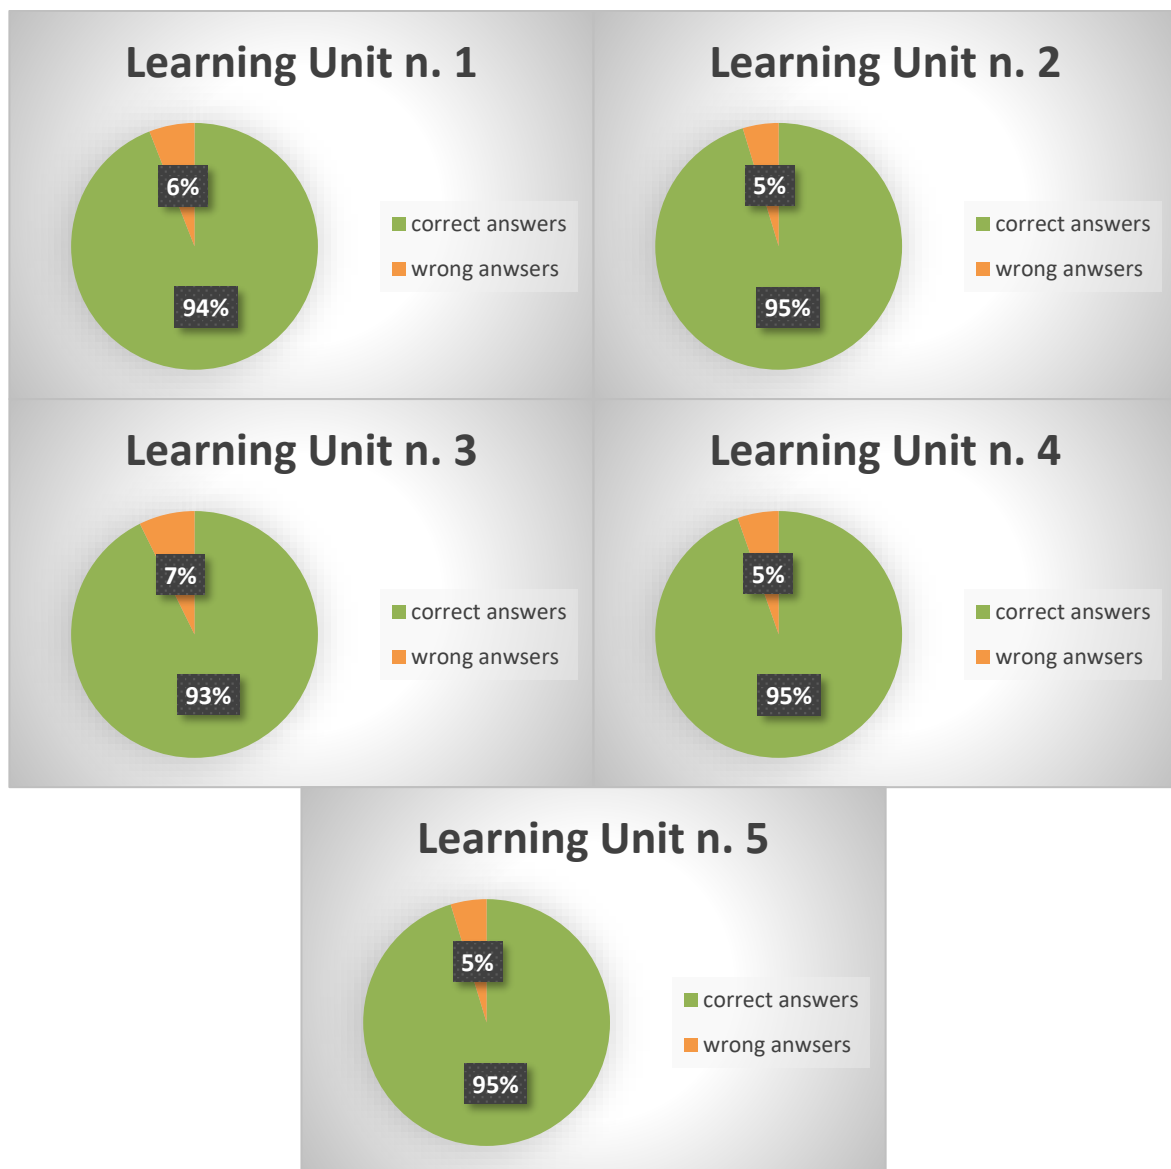 Learning Unit n. 1
6%
94%
correct answers
wrong anwsers
Learning Unit n. 2
5%
95%
correct answers
wrong anwsers
Learning Unit n. 3
7%
93%
correct answers
wrong anwsers
Learning Unit n. 4
5%
95%
correct answers
wrong anwsers
Learning Unit n. 5
5%
95%
correct answers
wrong anwsers